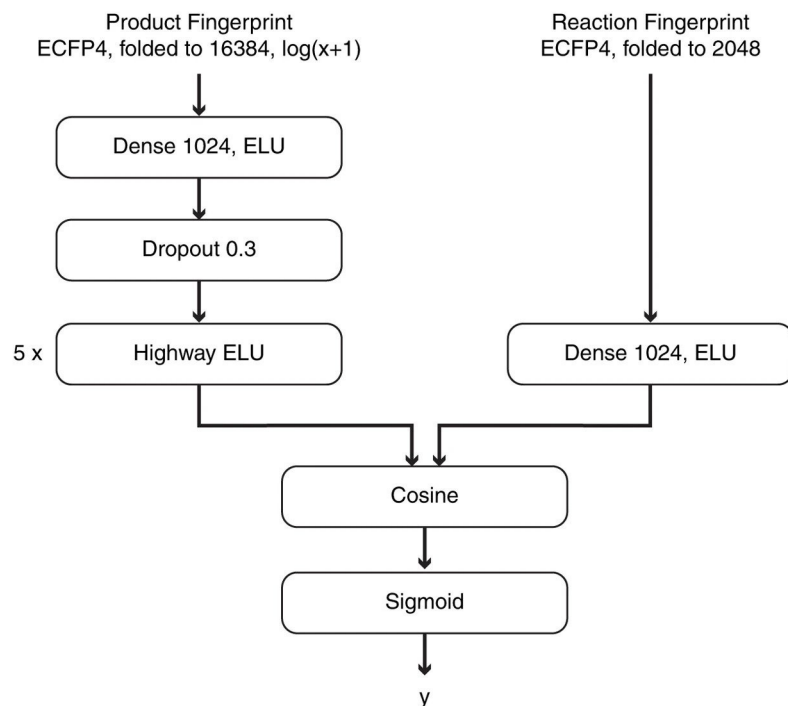 Product Fingerprint
ECFP4, folded to 16384, log(x+1)
Reaction Fingerprint
ECFP4, folded to 2048
Dense 1024, ELU
Dropout 0.3
5 x
Highway ELU
Dense 1024, ELU
Cosine
Sigmoid
y